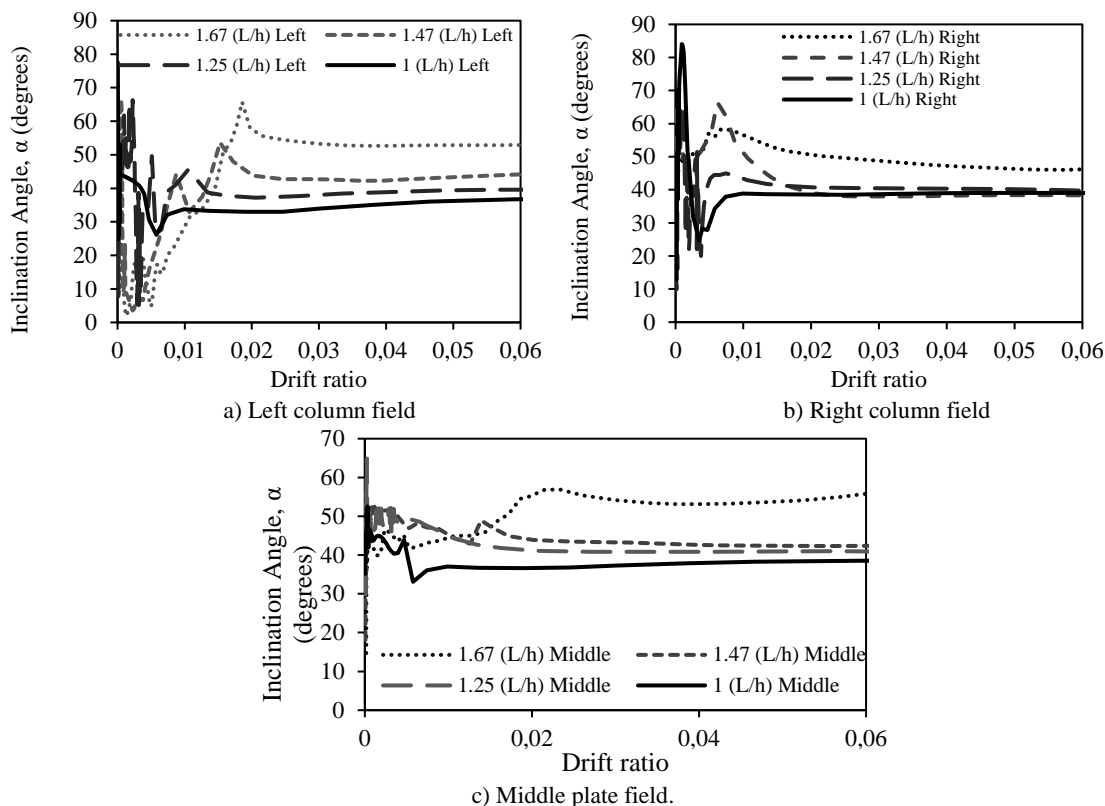 90
80
70
60
50
40
30
20
10
0
Inclination Angle, α (degrees)
1.67 (L/h) Left
1.47 (L/h) Left
1.25 (L/h) Left
1 (L/h) Left
0 0,01 0,02 0,03 0,04 0,05 0,06
Drift ratio
a) Left column field
90
80
70
60
50
40
30
20
10
0
Inclination Angle, α (degrees)
1.67 (L/h) Right
1.47 (L/h) Right
1.25 (L/h) Right
1 (L/h) Right
0 0,01 0,02 0,03 0,04 0,05 0,06
Drift ratio
b) Right column field
70
60
50
40
30
20
10
0
Inclination Angle, α
(degrees)
1.67 (L/h) Middle
1.47 (L/h) Middle
1.25 (L/h) Middle
1 (L/h) Middle
0 0,02 0,04 0,06
Drift ratio
c) Middle plate field.